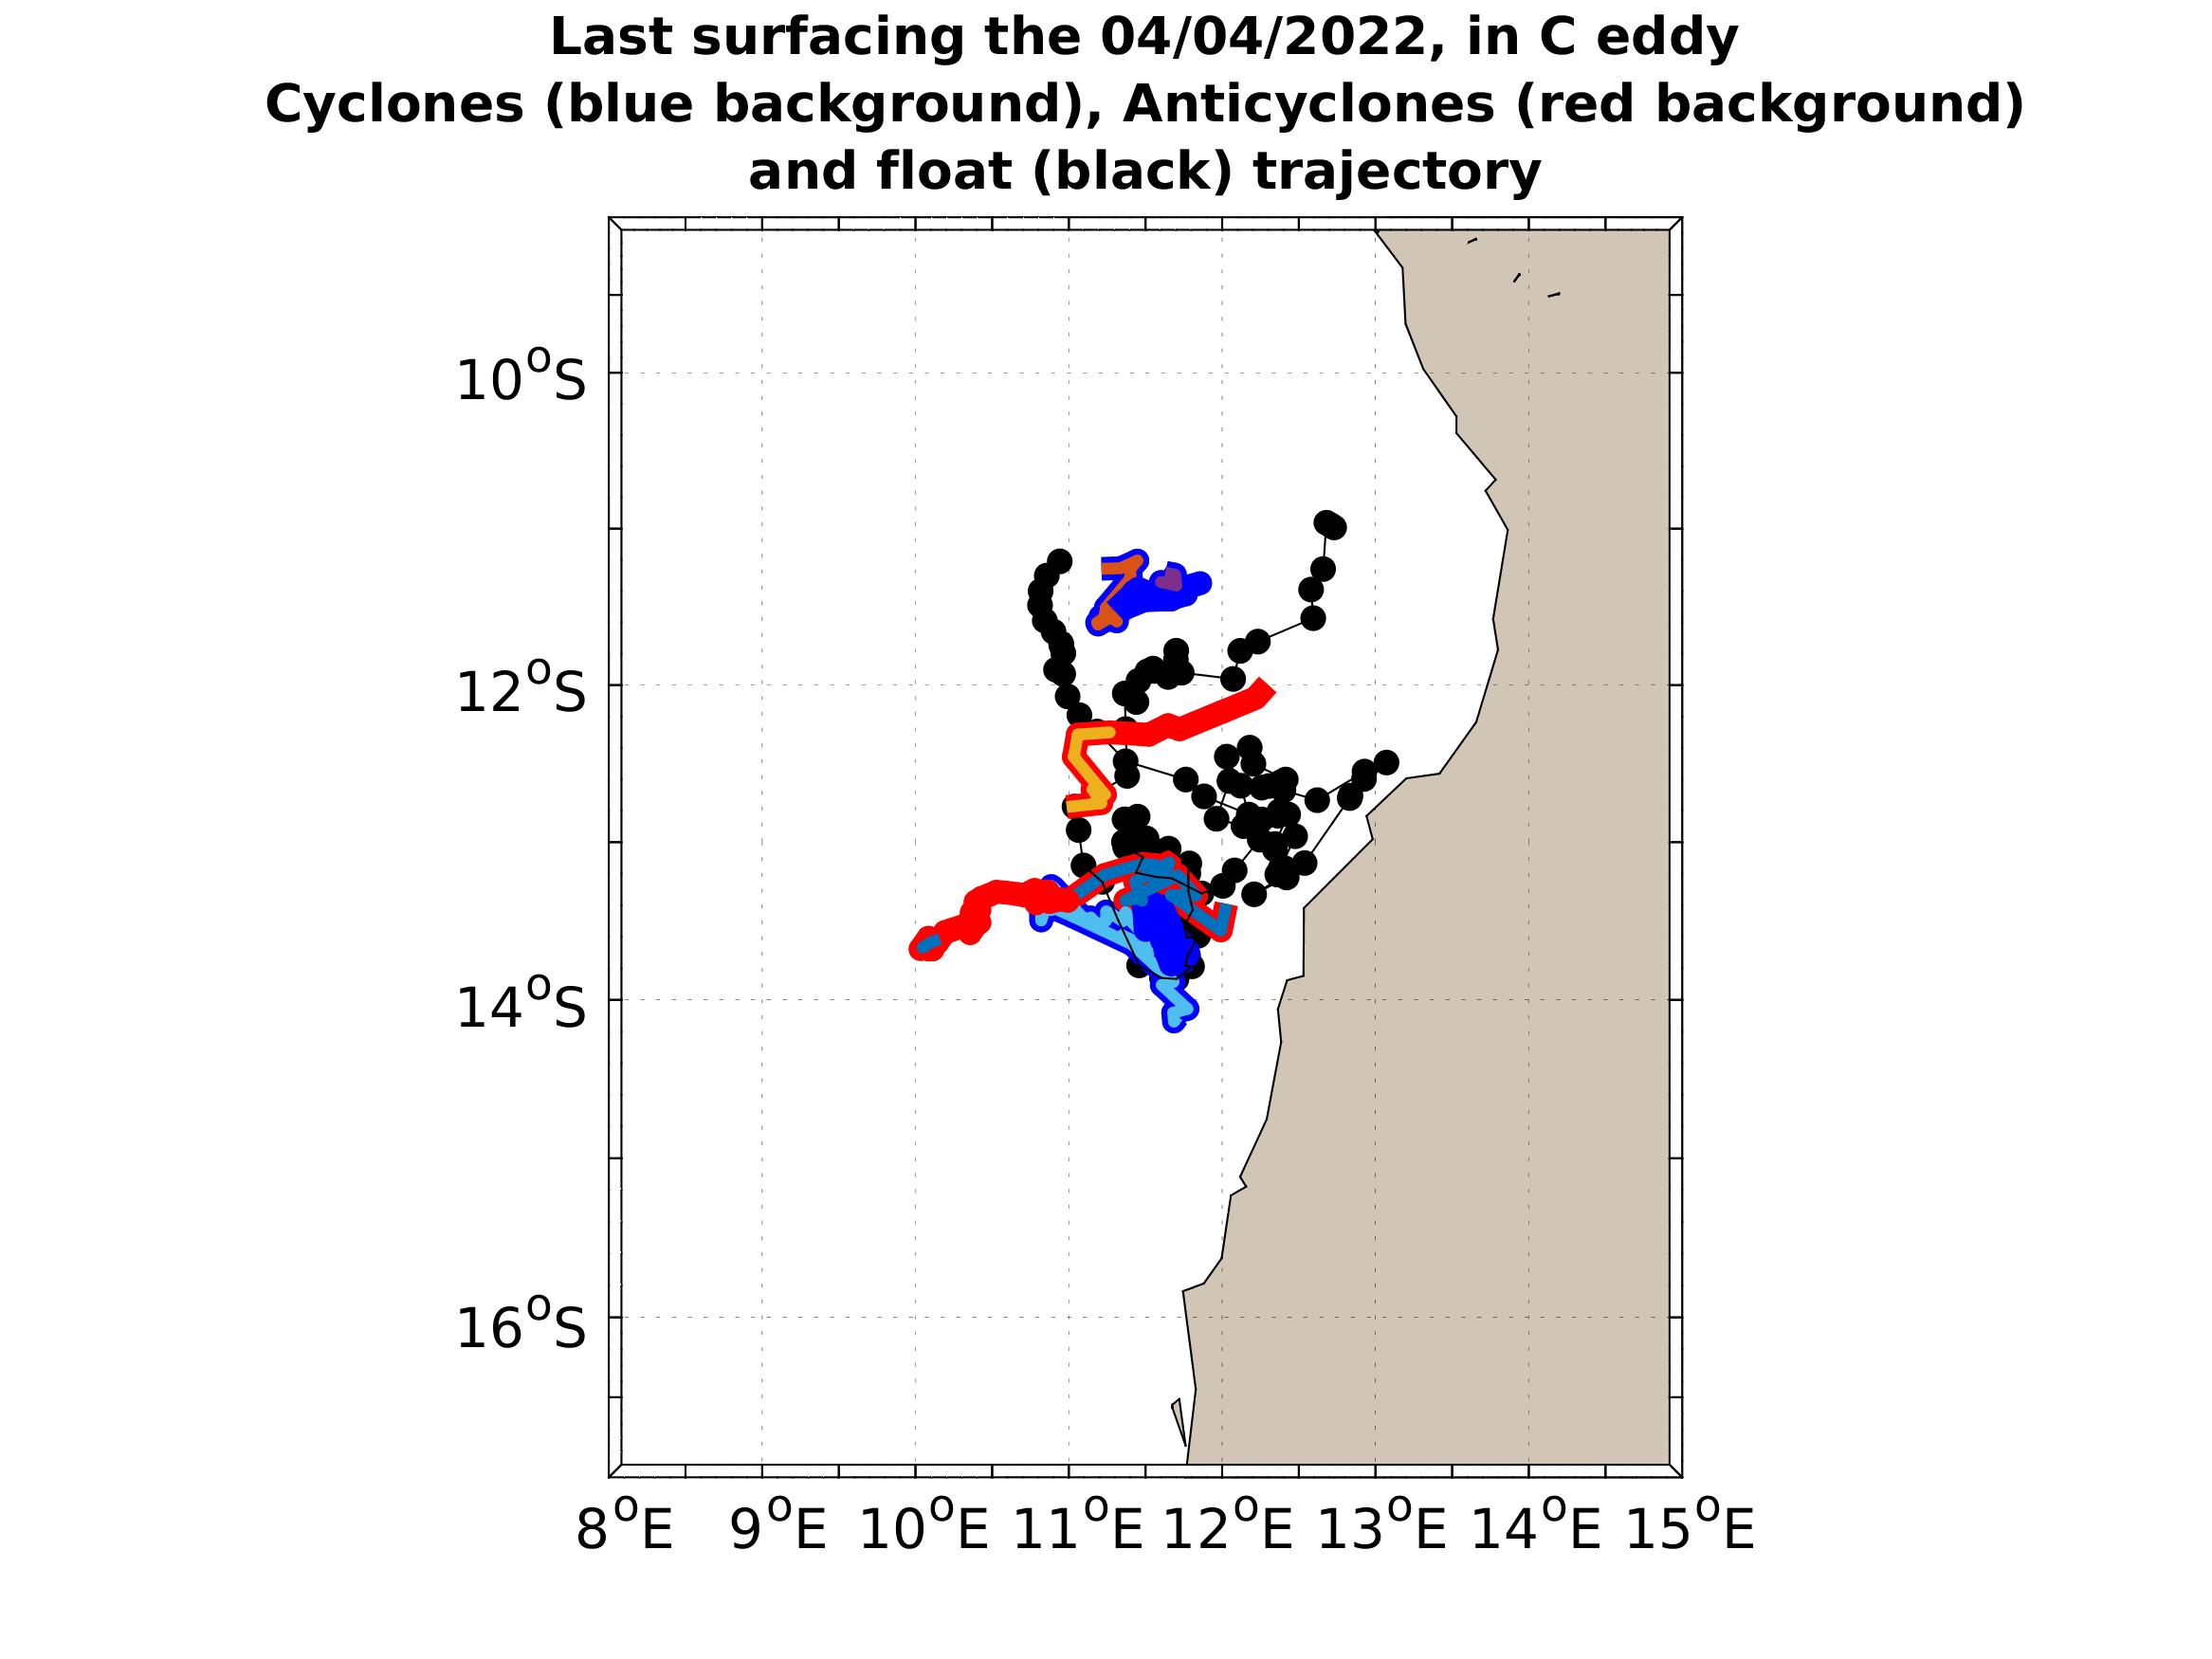 Last surfacing the 04/04/2022, in C eddy
Cyclones (blue background), Anticyclones (red background)
and float (black) trajectory
10°S
12°S
14°S
16°S
8°E 9°E 10°E 11°E 12°E 13°E 14°E 15°E